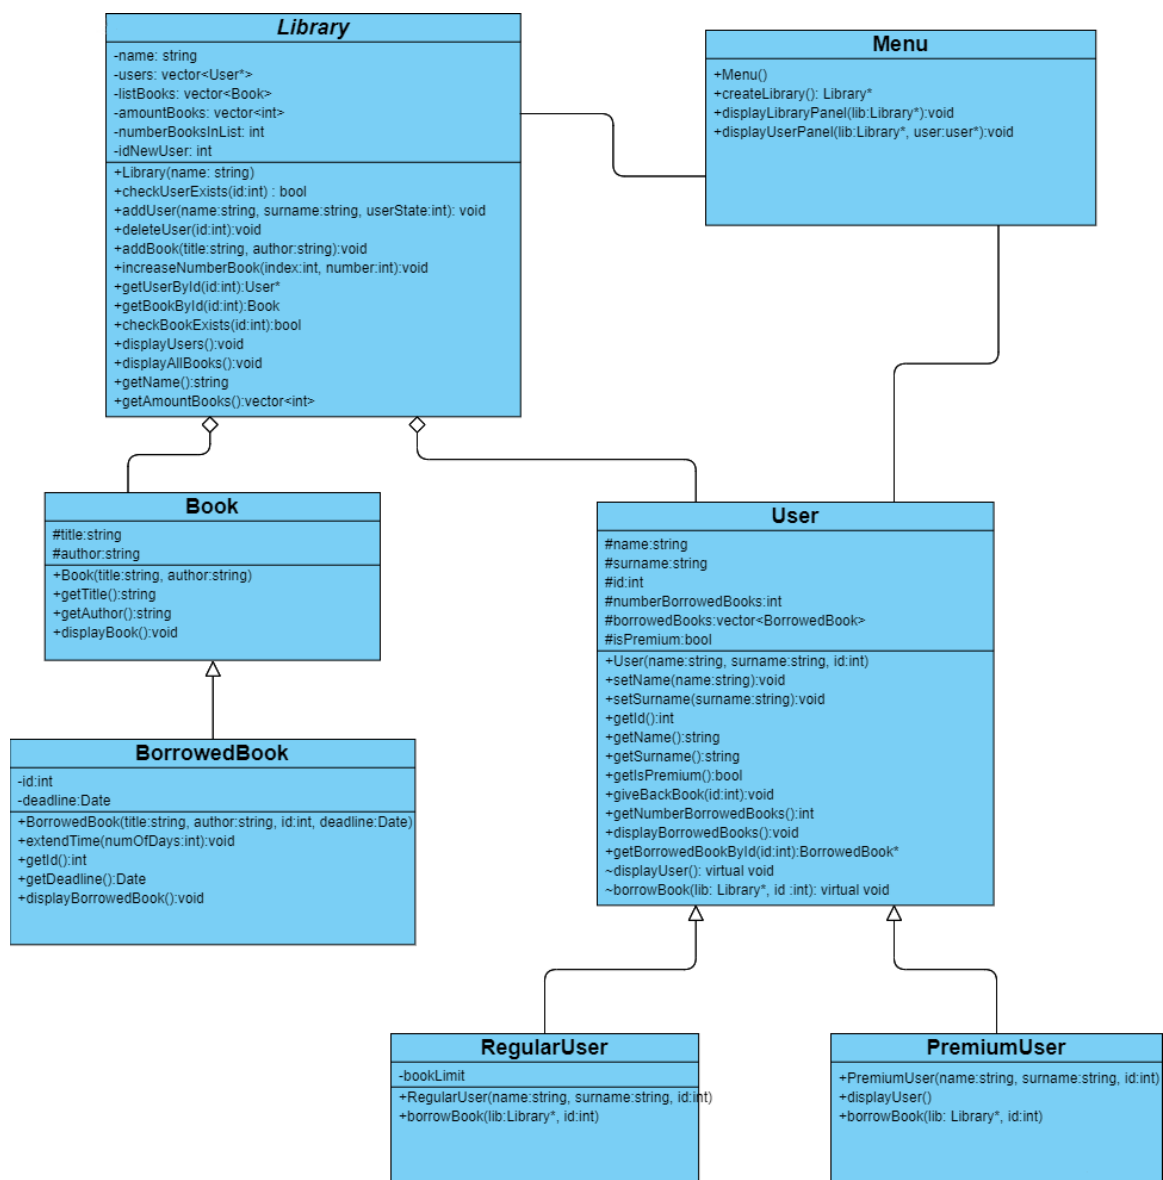 Library
-name: string
-users: vector<User*>
-listBooks: vector<Book>
-amountBooks: vector<int>
-numberBooksInList: int
-idNewUser: int
+Library(name: string)
+checkUserExists(id:int) : bool
+addUser(name:string, surname:string, userState:int): void
+deleteUser(id:int):void
+addBook(title:string, author:string):void
+increaseNumberBook(index:int, number:int):void
+getUserById(id:int):User*
+getBookById(id:int):Book
+checkBookExists(id:int):bool
+displayUsers():void
+displayAllBooks():void
+getName():string
+getAmountBooks():vector<int>
Menu
+Menu()
+createLibrary(): Library*
+displayLibraryPanel(lib:Library*):void
+displayUserPanel(lib:Library*, user:user*):void
Book
#title:string
#author:string
+Book(title:string, author:string)
+getTitle():string
+getAuthor():string
+displayBook():void
User
#name:string
#surname:string
#id:int
#numberBorrowedBooks:int
#borrowedBooks:vector<BorrowedBook>
#isPremium:bool
+User(name:string, surname:string, id:int)
+setName(name:string):void
+setSurname(surname:string):void
+getId():int
+getName():string
+getSurname():string
+getIsPremium():bool
+giveBackBook(id:int):void
+getNumberBorrowedBooks():int
+displayBorrowedBooks():void
+getBorrowedBookById(id:int):BorrowedBook*
~displayUser(): virtual void
~borrowBook(lib: Library*, id :int): virtual void
BorrowedBook
-id:int
-deadline:Date
+BorrowedBook(title:string, author:string, id:int, deadline:Date)
+extendTime(numOfDays:int):void
+getId():int
+getDeadline():Date
+displayBorrowedBook():void
RegularUser
-bookLimit
+RegularUser(name:string, surname:string, id:int)
+borrowBook(lib:Library*, id:int)
PremiumUser
+PremiumUser(name:string, surname:string, id:int)
+displayUser()
+borrowBook(lib: Library*, id:int)